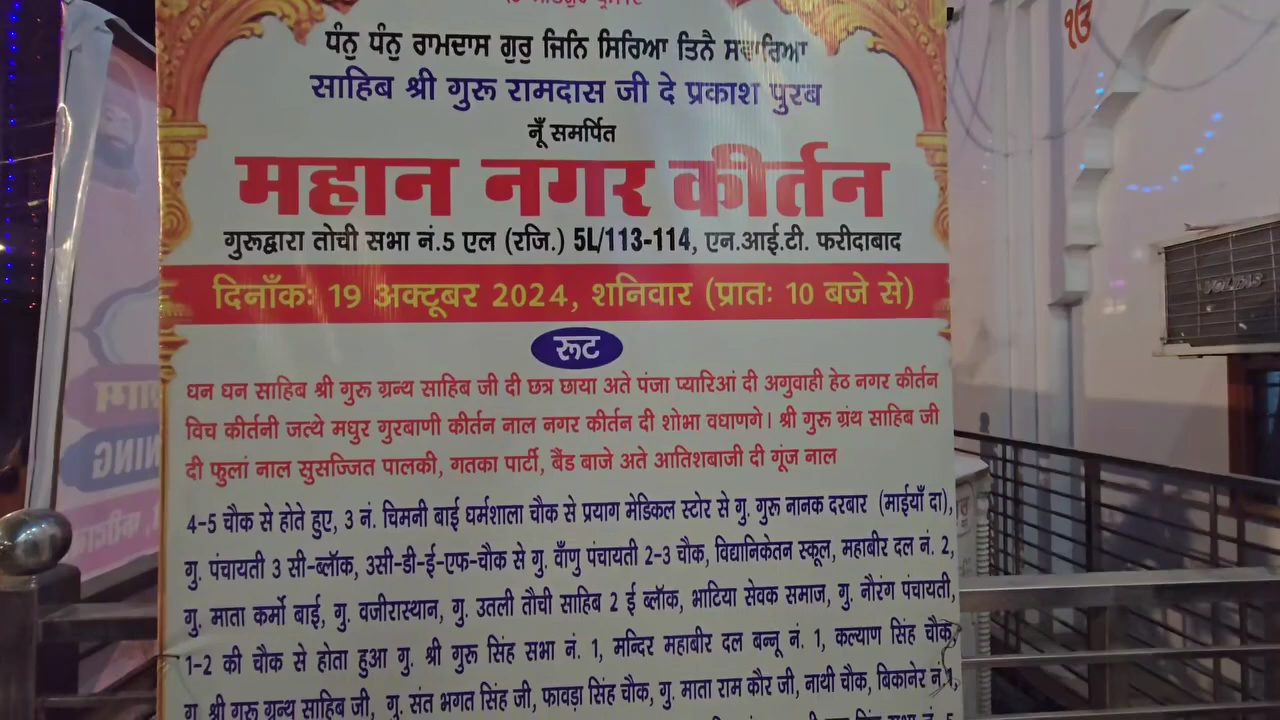 ਧੰਨੁ ਧੰਨੁ ਰਾਮਦਾਸ ਗੁਰੁ ਜਿਨਿ ਸਿਰਿਆ ਤਿਨੈ ਸਵਾਰਿਆ
साहिब श्री गुरू रामदास जी दे प्रकाश पुरब
नूँ समर्पित
महान नगर कीर्तन
गुरूद्वारा तोची सभा नं.5 एल (रजि.) 5L/113-114, एन.आई.टी. फरीदाबाद
दिनाँकः 19 अक्टूबर 2024, शनिवार (प्रातः 10 बजे से)
रूट
धन धन साहिब श्री गुरू ग्रन्थ साहिब जी दी छत्र छाया अते पंजा प्यारिआं दी अगुवाही हेठ नगर कीर्तन
विच कीर्तनी जत्थे मधुर गुरबाणी कीर्तन नाल नगर कीर्तन दी शोभा वधाणगे। श्री गुरू ग्रंथ साहिब जी
दी फुलां नाल सुसज्जित पालकी, गतका पार्टी, बैंड बाजे अते आतिशबाजी दी गूंज नाल
4-5 चौक से होते हुए, 3 नं. चिमनी बाई धर्मशाला चौक से प्रयाग मेडिकल स्टोर से गु. गुरू नानक दरबार (माईयाँ दा),
गु. पंचायती 3 सी-ब्लॉक, 3सी-डी-ई-एफ-चौक से गु. वाँणु पंचायती 2-3 चौक, विद्यानिकेतन स्कूल, महाबीर दल नं. 2,
गु. माता कर्मो बाई, गु. वजीरास्थान, गु. उतली तौची साहिब 2 ई ब्लॉक, भाटिया सेवक समाज, गु. नौरंग पंचायती,
1-2 की चौक से होता हुआ गु. श्री गुरू सिंह सभा नं. 1, मन्दिर महाबीर दल बन्नू नं. 1, कल्याण सिंह चौक,
गु. श्री गुरू ग्रन्थ साहिब जी, गु. संत भगत सिंह जी, फावड़ा सिंह चौक, गु. माता राम कौर जी, नाथी चौक, बिकानेर नं.1,
ੴ
VOLTAS